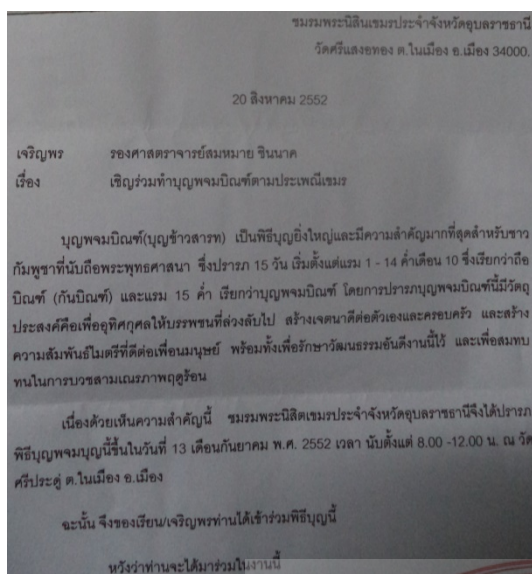 ชมรมพระนิสินเขมรประจำจังหวัดอุบลราชธานี
วัดศรีแสงทอง ต.ในเมือง อ.เมือง 34000.
20 สิงหาคม 2552
เจริญพร รองศาสตราจารย์สมหมาย ชินนาค
เรื่อง เชิญร่วมทำบุญพจมบิณฑ์ตามประเพณีเขมร
บุญพจมบิณฑ์(บุญข้าวสารท) เป็นพิธีบุญยิ่งใหญ่และมีความสำคัญมากที่สุดสำหรับชาว
กัมพูชาที่นับถือพระพุทธศาสนา ซึ่งปรารภ 15 วัน เริ่มตั้งแต่แรม 1 - 14 ค่ำเดือน 10 ซึ่งเรียกว่าถือ
บิณฑ์ (กันบิณฑ์) และแรม 15 ค่ำ เรียกว่าบุญพจมบิณฑ์ โดยการปรารภบุญพจมบิณฑ์นี้มีวัตถุ
ประสงค์คือเพื่ออุทิศกุศลให้บรรพชนที่ล่วงลับไป สร้างเจตนาดีต่อตัวเองและครอบครัว และสร้าง
ความสัมพันธ์ไมตรีที่ดีต่อเพื่อนมนุษย์ พร้อมทั้งเพื่อรักษาวัฒนธรรมอันดีงานนี้ไว้ และเพื่อสมทบ
ทนในการบวชสามเณรภาพฤดูร้อน
เนื่องด้วยเห็นความสำคัญนี้ ชมรมพระนิสิตเขมรประจำจังหวัดอุบลราชธานีจึงได้ปรารภ
พิธีบุญพจมบุญนี้ขึ้นในวันที่ 13 เดือนกันยาคม พ.ศ. 2552 เวลา นับตั้งแต่ 8.00 -12.00 น. ณ วัด
ศรีประดู่ ต.ในเมือง อ.เมือง
ฉะนั้น จึงของเรียน/เจริญพรท่านได้เข้าร่วมพิธีบุญนี้
หวังว่าท่านจะได้มาร่วมในงานนี้